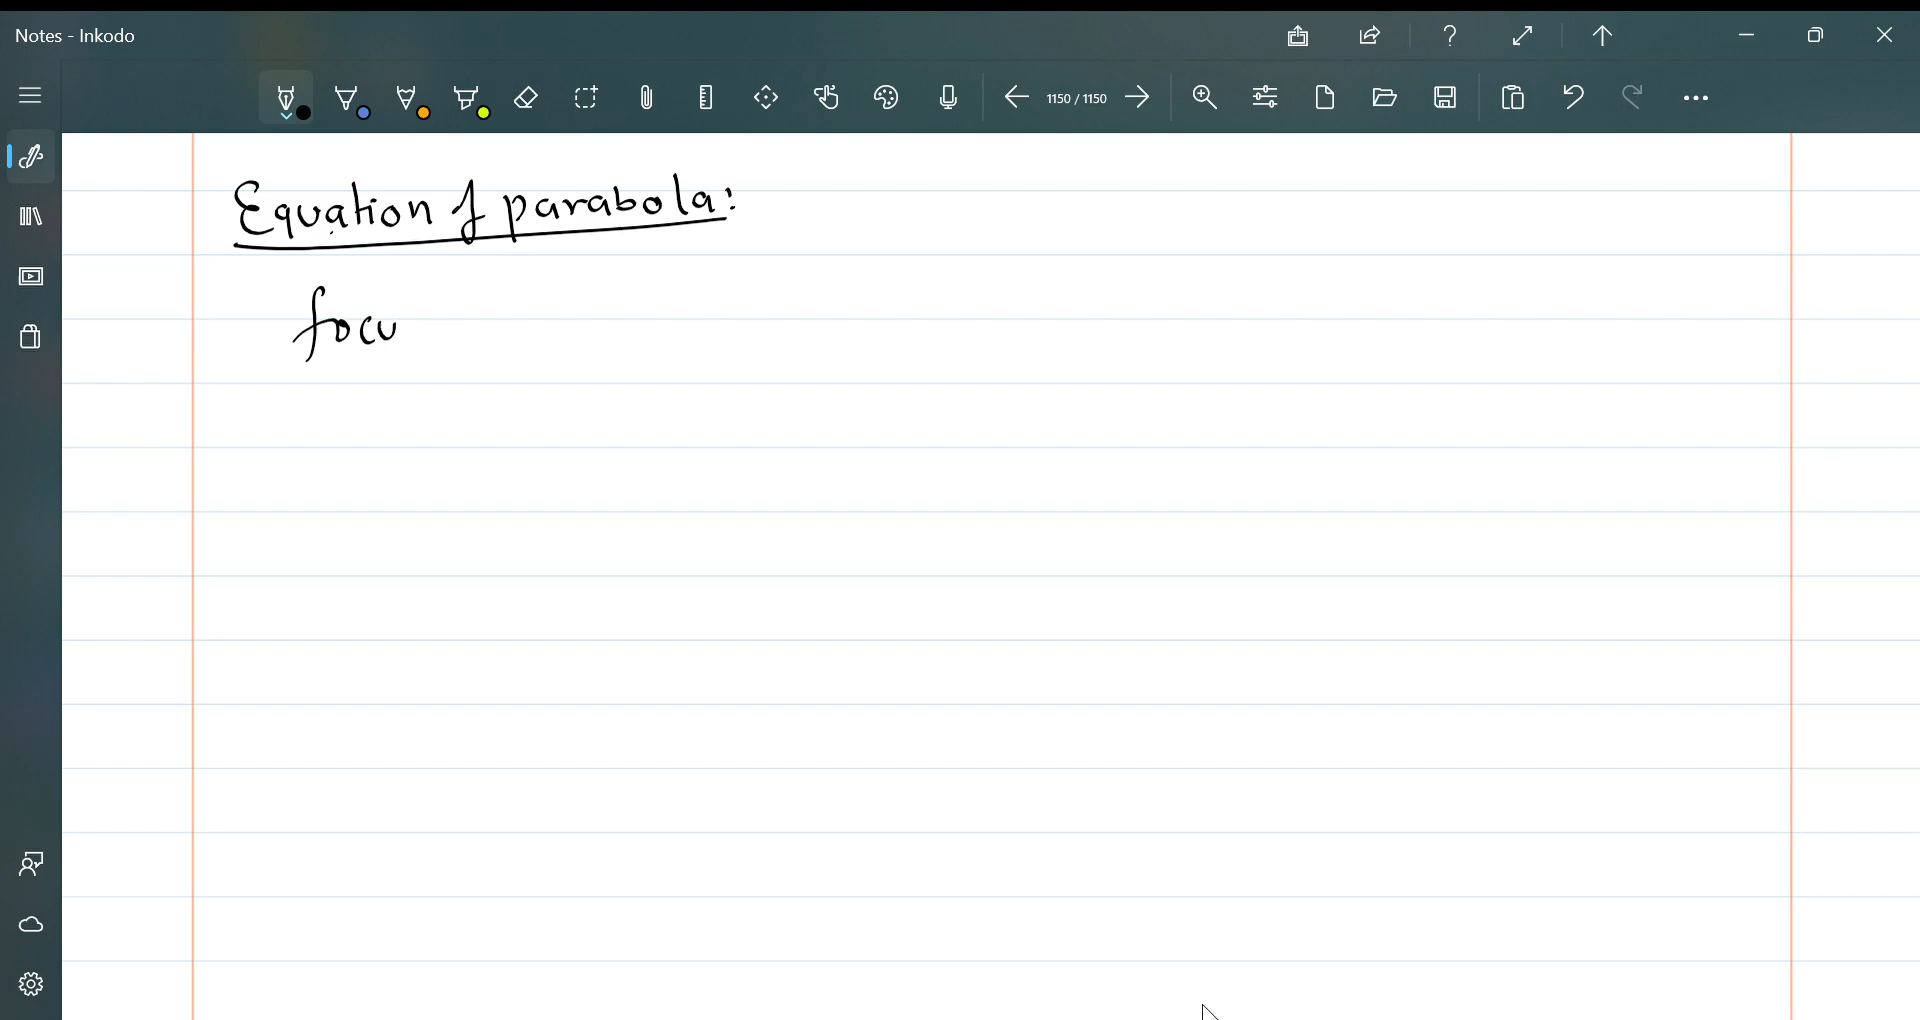 Notes - Inkodo
1150 / 1150
Equation of parabola:
focu